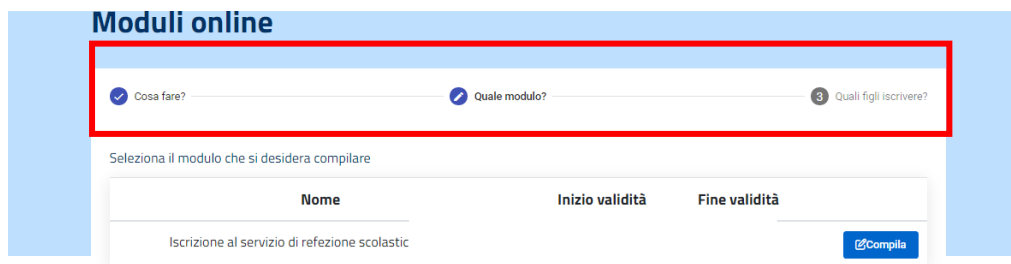 Moduli online
Cosa fare? Quale modulo? 3 Quali figli iscrivere?
Seleziona il modulo che si desidera compilare
Nome Inizio validità Fine validità
Iscrizione al servizio di refezione scolastic Compila